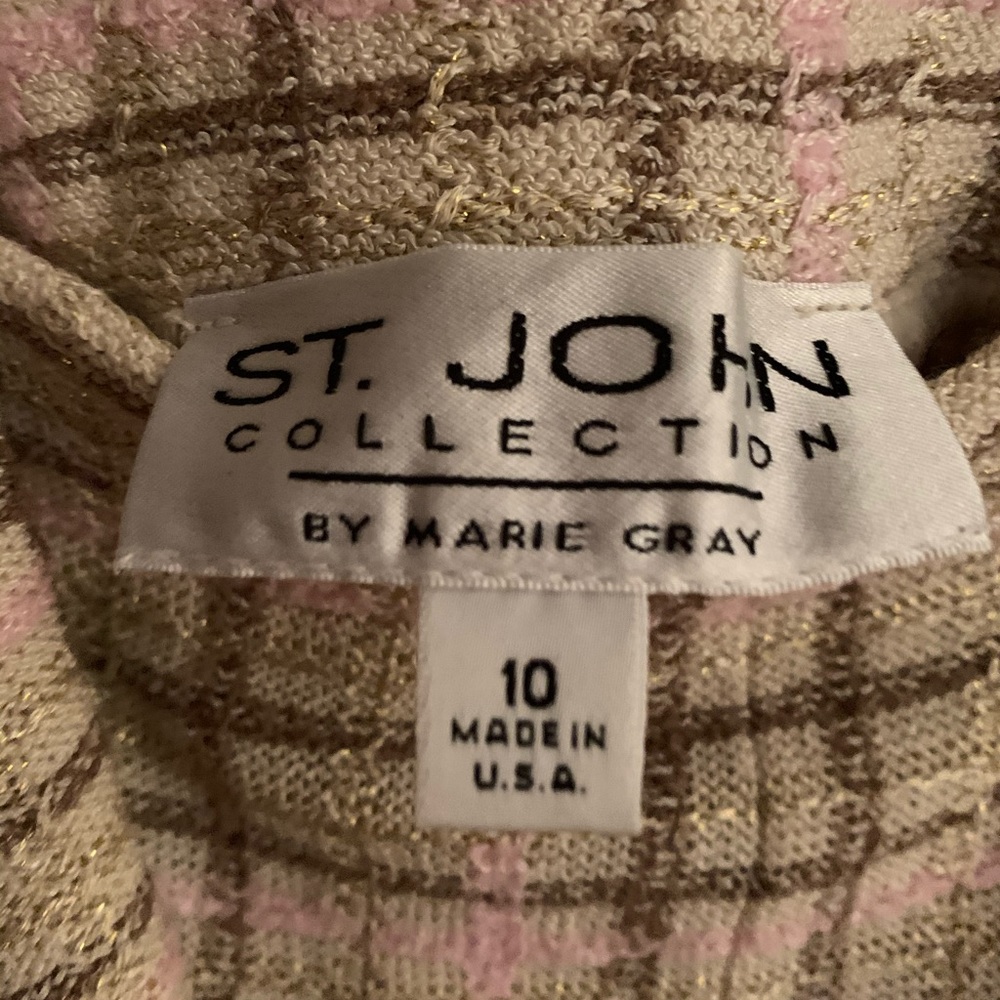 ST. JOHN
COLLECTION
BY MARIE GRAY
10
MADE IN
U.S.A.